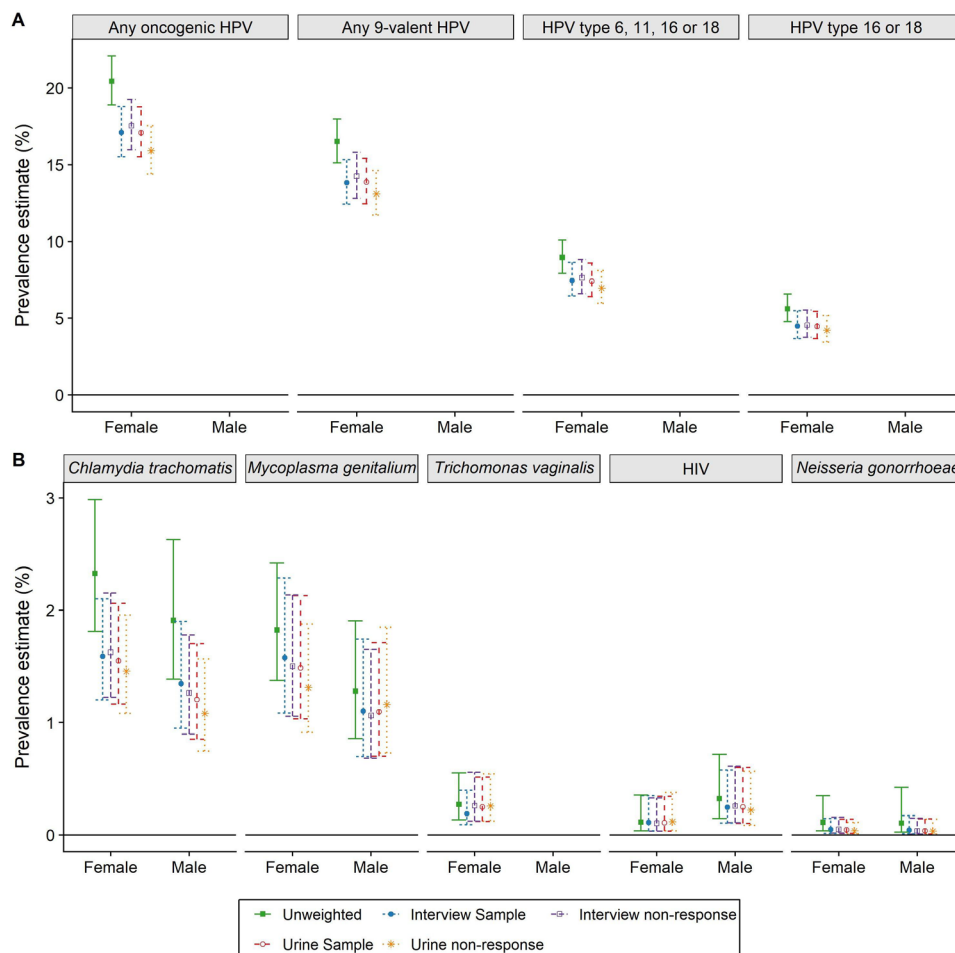 A
Any oncogenic HPV
Any 9-valent HPV
HPV type 6, 11, 16 or 18
HPV type 16 or 18
Prevalence estimate (%)
20
15
10
5
0
Female Male Female Male Female Male Female Male
B
Chlamydia trachomatis
Mycoplasma genitalium
Trichomonas vaginalis
HIV
Neisseria gonorrhoeae
Prevalence estimate (%)
3
2
1
0
Female Male Female Male Female Male Female Male Female Male
Unweighted Interview Sample Interview non-response
Urine Sample Urine non-response